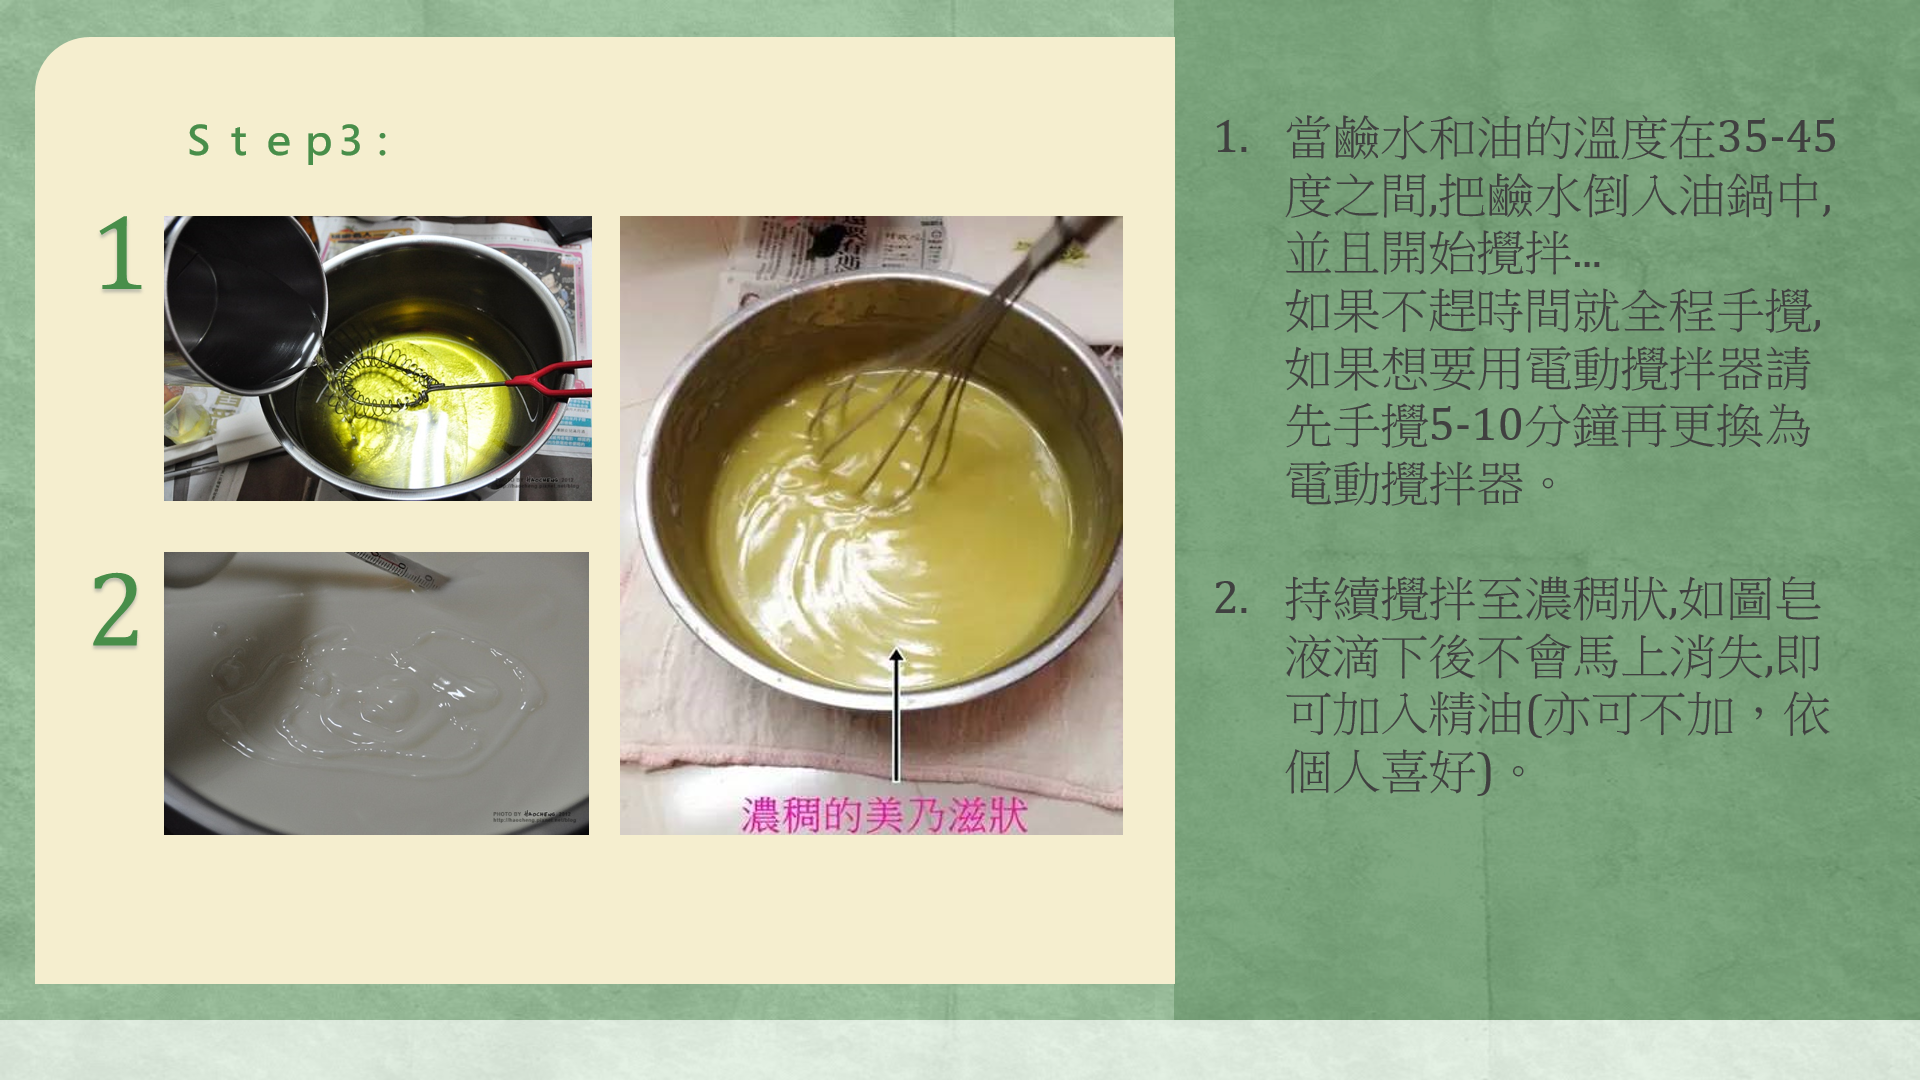 Step3:
1
2
PHOTO BY HAOCHENG 2012
濃稠的美乃滋狀
1. 當鹼水和油的溫度在35-45
度之間,把鹼水倒入油鍋中,
並且開始攪拌...
如果不趕時間就全程手攪,
如果想要用電動攪拌器請
先手攪5-10分鐘再更換為
電動攪拌器。
2. 持續攪拌至濃稠狀,如圖皂
液滴下後不會馬上消失,即
可加入精油(亦可不加，依
個人喜好)。